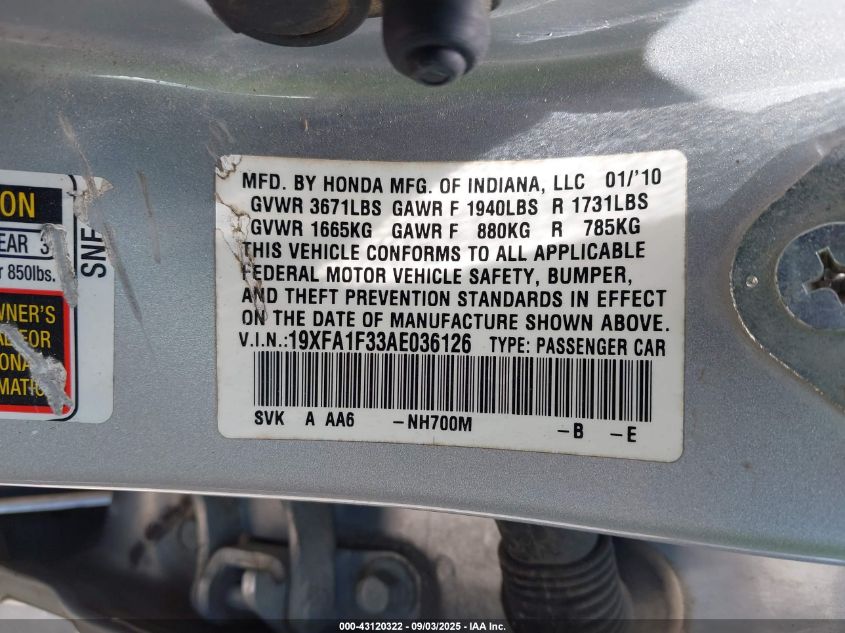 MFD. BY HONDA MFG. OF INDIANA, LLC 01/'10
GVWR 3671LBS GAWR F 1940LBS R 1731LBS
GVWR 1665KG GAWR F 880KG R 785KG
THIS VEHICLE CONFORMS TO ALL APPLICABLE
FEDERAL MOTOR VEHICLE SAFETY, BUMPER,
AND THEFT PREVENTION STANDARDS IN EFFECT
ON THE DATE OF MANUFACTURE SHOWN ABOVE.
V.I.N.:19XFA1F33AE036126 TYPE: PASSENGER CAR
SVK A AA6 -NH700M -B -E
ON
EAR 3
850lbs.
SNF
WNER'S
FOR
000-43120322 - 09/03/2025 - IAA Inc.